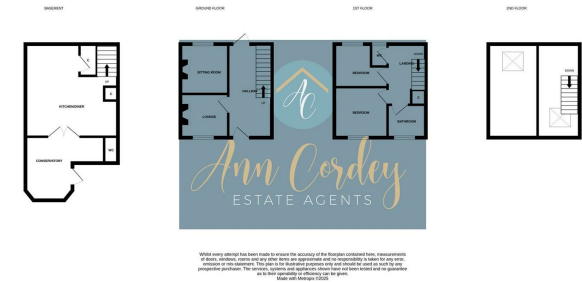 BASEMENT
GROUND FLOOR
1ST FLOOR
2ND FLOOR
C
UP
C
KITCHEN/DINER
CONSERVATORY
WC
SITTING ROOM
LOUNGE
HALLWAY
UP
BEDROOM
BEDROOM
WC
DOWN
LANDING
C
BATHROOM
DOWN
AC
Ann Cordey
ESTATE AGENTS
Whilst every attempt has been made to ensure the accuracy of the floorplan contained here, measurements
of doors, windows, rooms and any other items are approximate and no responsibility is taken for any error,
omission or mis-statement. This plan is for illustrative purposes only and should be used as such by any
prospective purchaser. The services, systems and appliances shown have not been tested and no guarantee
as to their operability or efficiency can be given.
Made with Metropix ©2025